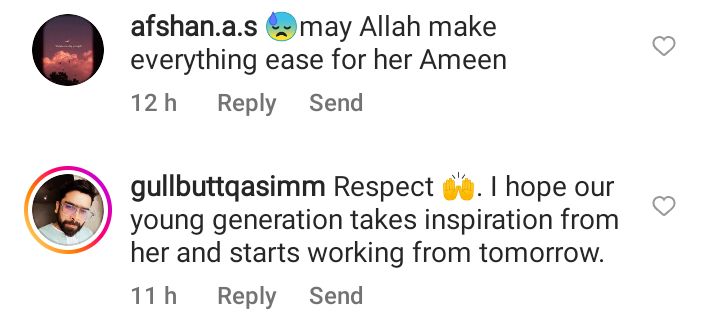 afshan.a.s 😓may Allah make
everything ease for her Ameen
12 h Reply Send
gullbuttqasimm Respect 🙌. I hope our
young generation takes inspiration from
her and starts working from tomorrow.
11 h Reply Send